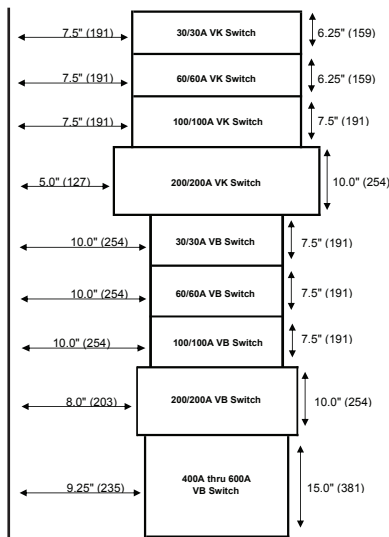 7.5" (191) 30/30A VK Switch 6.25" (159)
7.5" (191) 60/60A VK Switch 6.25" (159)
7.5" (191) 100/100A VK Switch 7.5" (191)
5.0" (127) 200/200A VK Switch 10.0" (254)
10.0" (254) 30/30A VB Switch 7.5" (191)
10.0" (254) 60/60A VB Switch 7.5" (191)
10.0" (254) 100/100A VB Switch 7.5" (191)
8.0" (203) 200/200A VB Switch 10.0" (254)
9.25" (235) 400A thru 600A 15.0" (381)
VB Switch